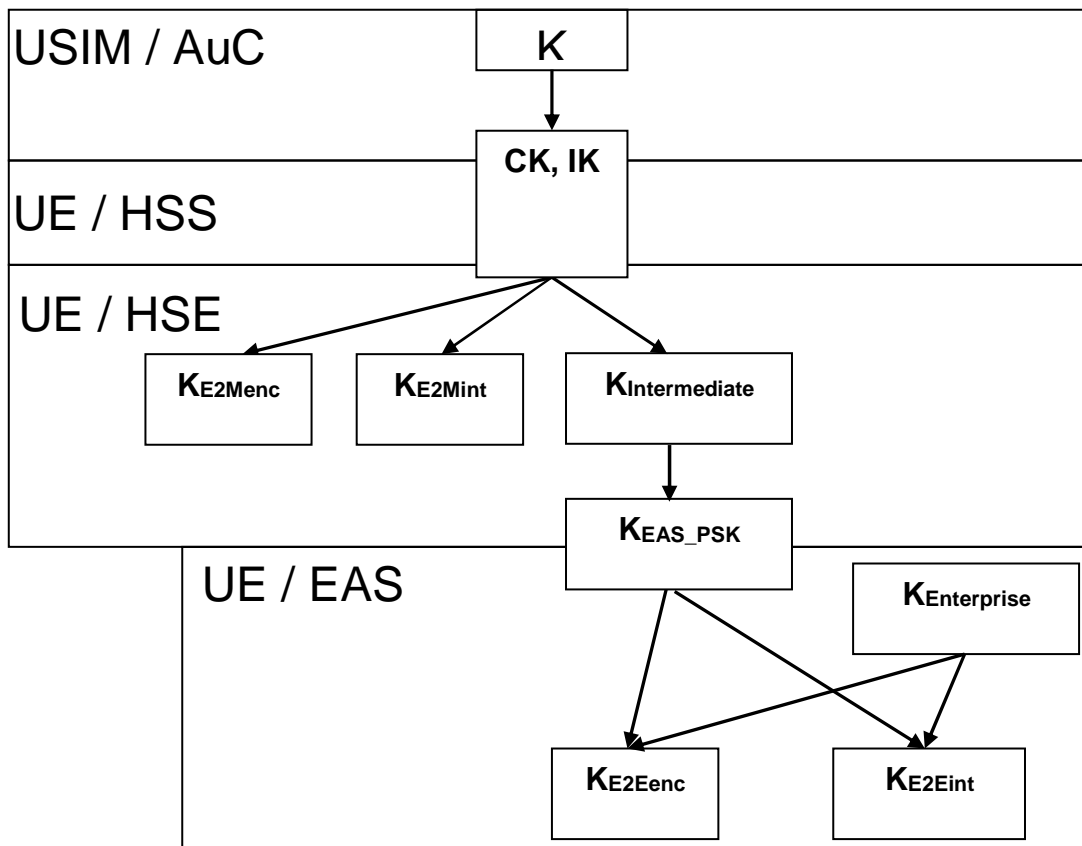 USIM / AuC
K
CK, IK
UE / HSS
UE / HSE
KE2Menc
KE2Mint
KIntermediate
KEAS_PSK
UE / EAS
KEnterprise
KE2Eenc
KE2Eint